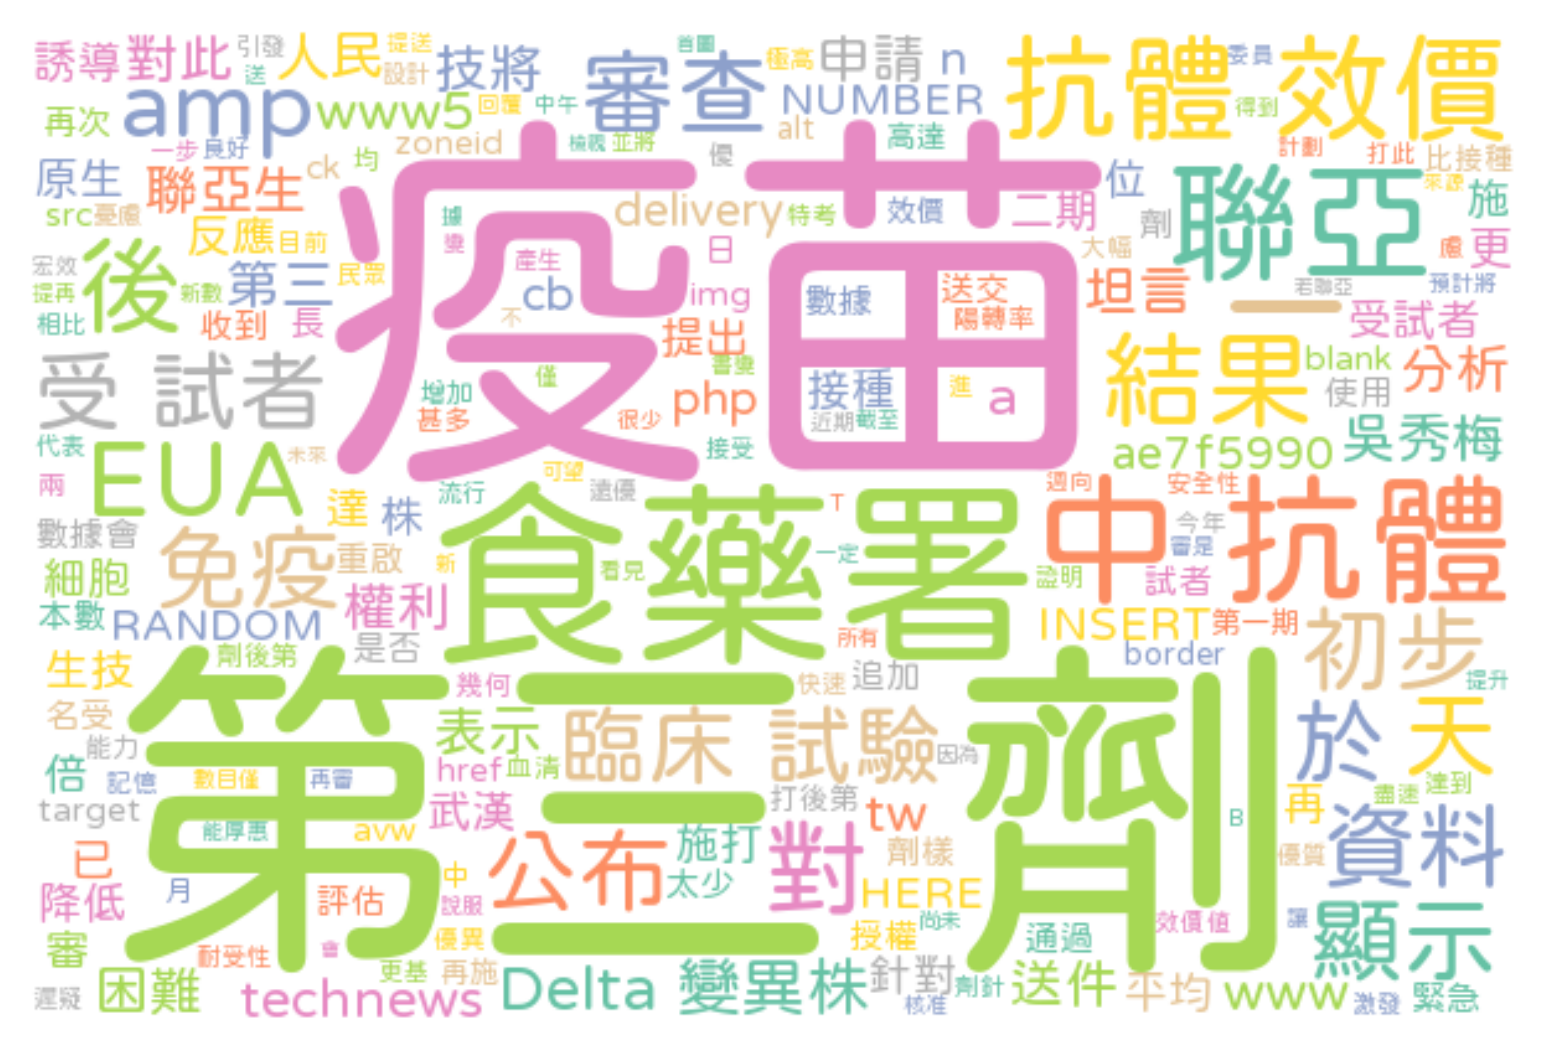 誘導 對此 引發 人民 提送 技將 審查 首圖 極高 申請 n 抗體 效價 委員
送 設計
再次 amp www5 回覆 中午 NUMBER 得到
zoneid 檢視 並將 alt 高達 計劃 打此 比接種
一步 良好 均 優
原生 聯亞生 ck 疫苗 位 聯亞 來源 施
src 憂慮 delivery 特考 效價 二期
反應 目前 據 獎 日 劑 大幅 慮 更
宏效 後 第三 民眾 產生 送交 坦言 若聯亞 預計將
提再 新數 cb img 數據 一
相比 收到 長 不 提出 陽轉率 受試者
受 試者 書獎 結果 blank 分析
增加 僅 php 接種 進 a 使用
甚多 很少 近期 截至
代表 EUA 未來 接受 ae7f5990 吳秀梅
兩 可望 週向 安全性
達 株 流行 遠優 T 中 抗體
數據會 免疫 食藥署 今年
重啟 新 看見 一定 審是
細胞 證明 試者
本數 RANDOM 權利 所有 INSERT 第一期 初步
劑後第 是否 border
生技 第三劑 幾何 快速 追加 提升
名受 表示 臨床 試驗 因為 於 天
能力 href 血清
倍 記憶 數目僅 再審 打後第 再 盡速 達到
target 武漢 tw B 資料
能厚惠 avw 施打
已 公布 對 劑樣 優質
月 中 太少 HERE
降低 評估 說服 尚未 效價值 讓 顯示
審 耐受性 會 優異 授權 通過
更基 再施
遲疑 困難 technews Delta 變異株 針對 劑針 送件 平均 www 緊急
核准 激發